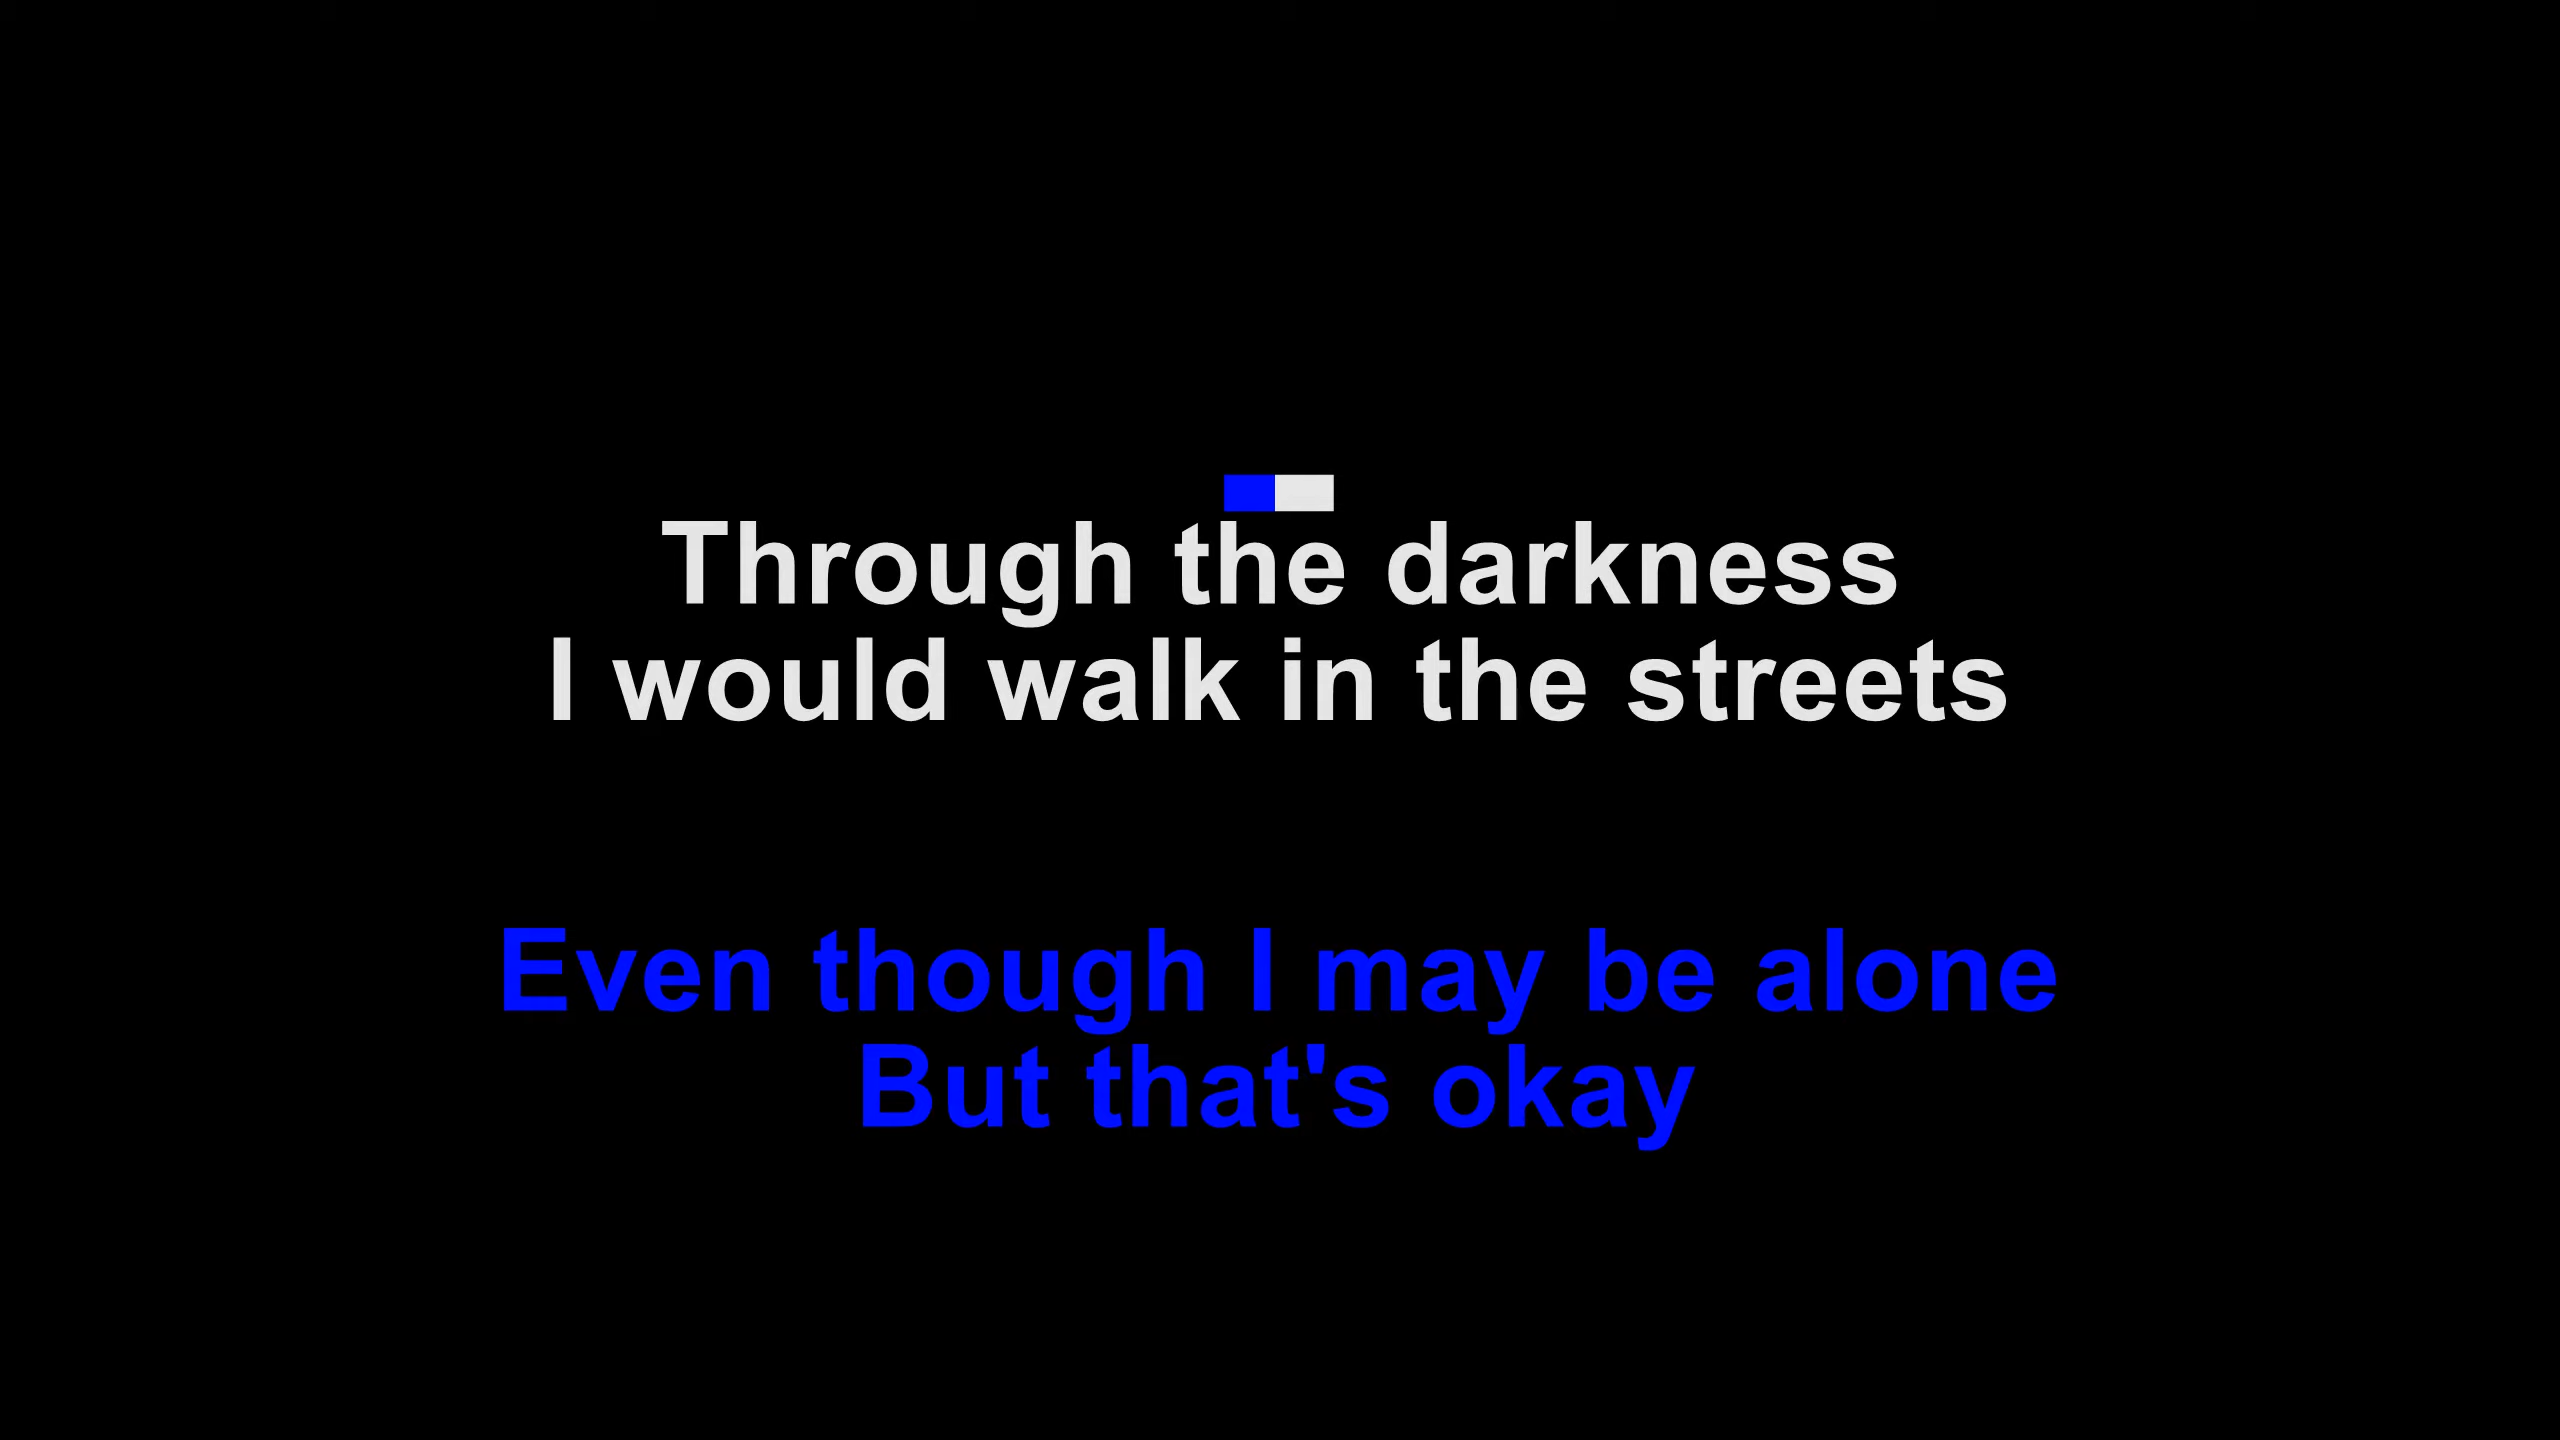 Through the darkness
I would walk in the streets
Even though I may be alone
But that's okay